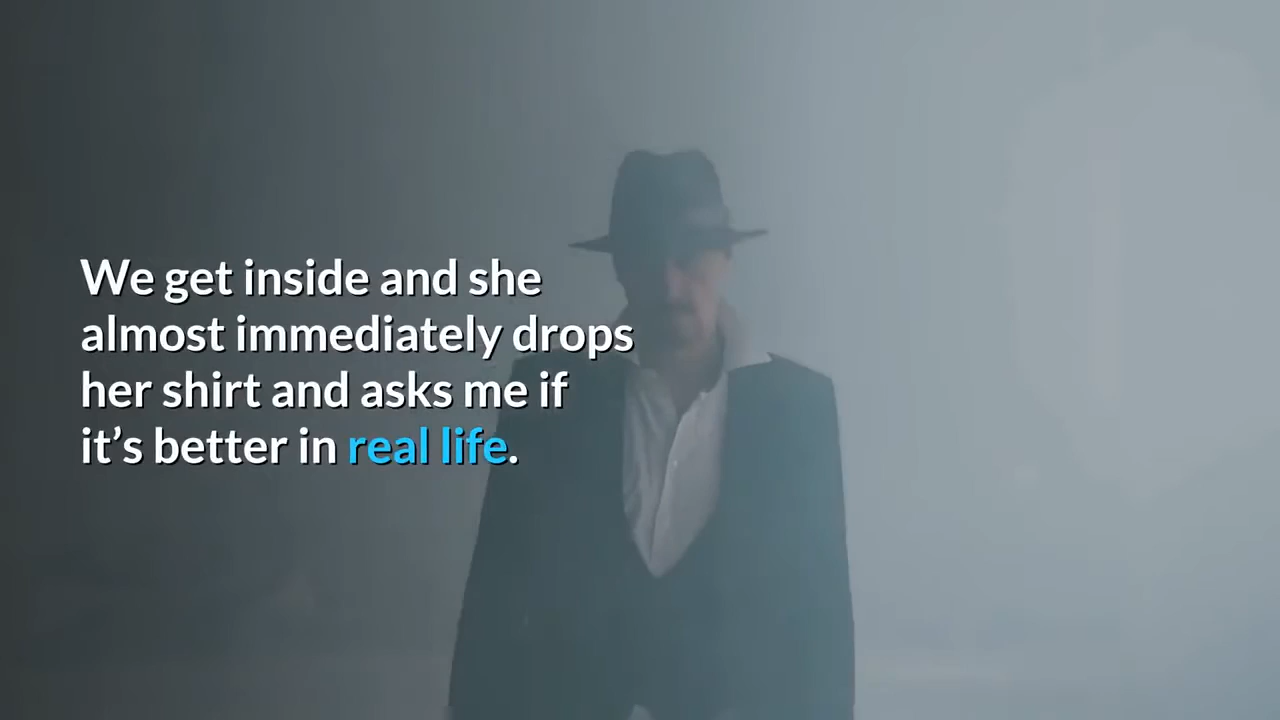 We get inside and she
almost immediately drops
her shirt and asks me if
it’s better in real life.